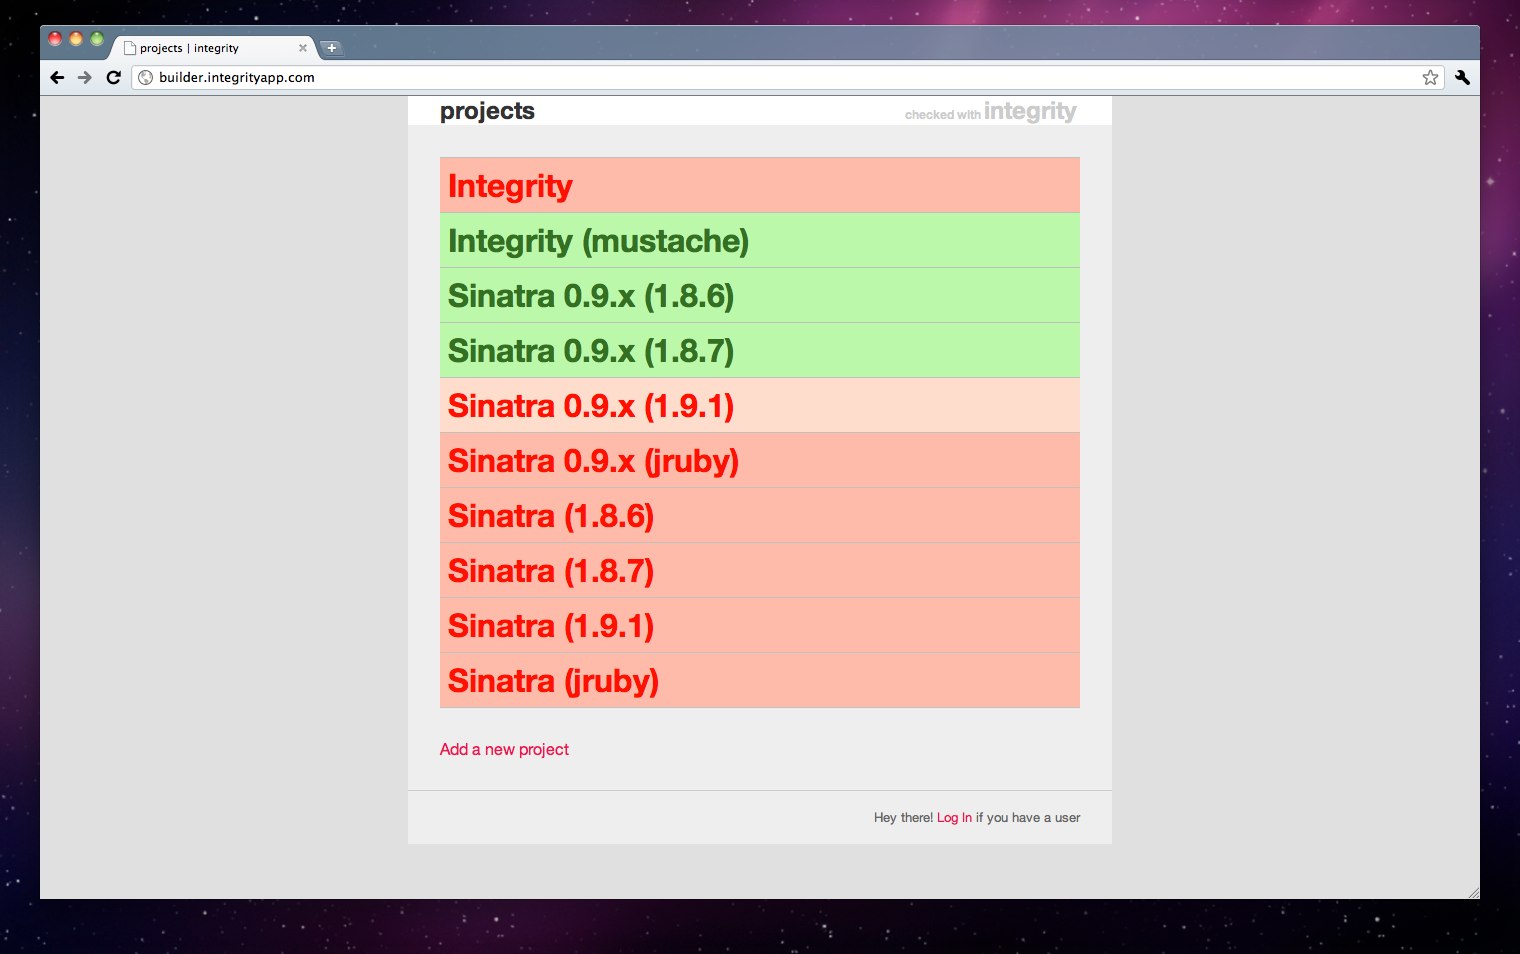 projects | integrity
builder.integrityapp.com
projects
checked with integrity
Integrity
Integrity (mustache)
Sinatra 0.9.x (1.8.6)
Sinatra 0.9.x (1.8.7)
Sinatra 0.9.x (1.9.1)
Sinatra 0.9.x (jruby)
Sinatra (1.8.6)
Sinatra (1.8.7)
Sinatra (1.9.1)
Sinatra (jruby)
Add a new project
Hey there! Log In if you have a user